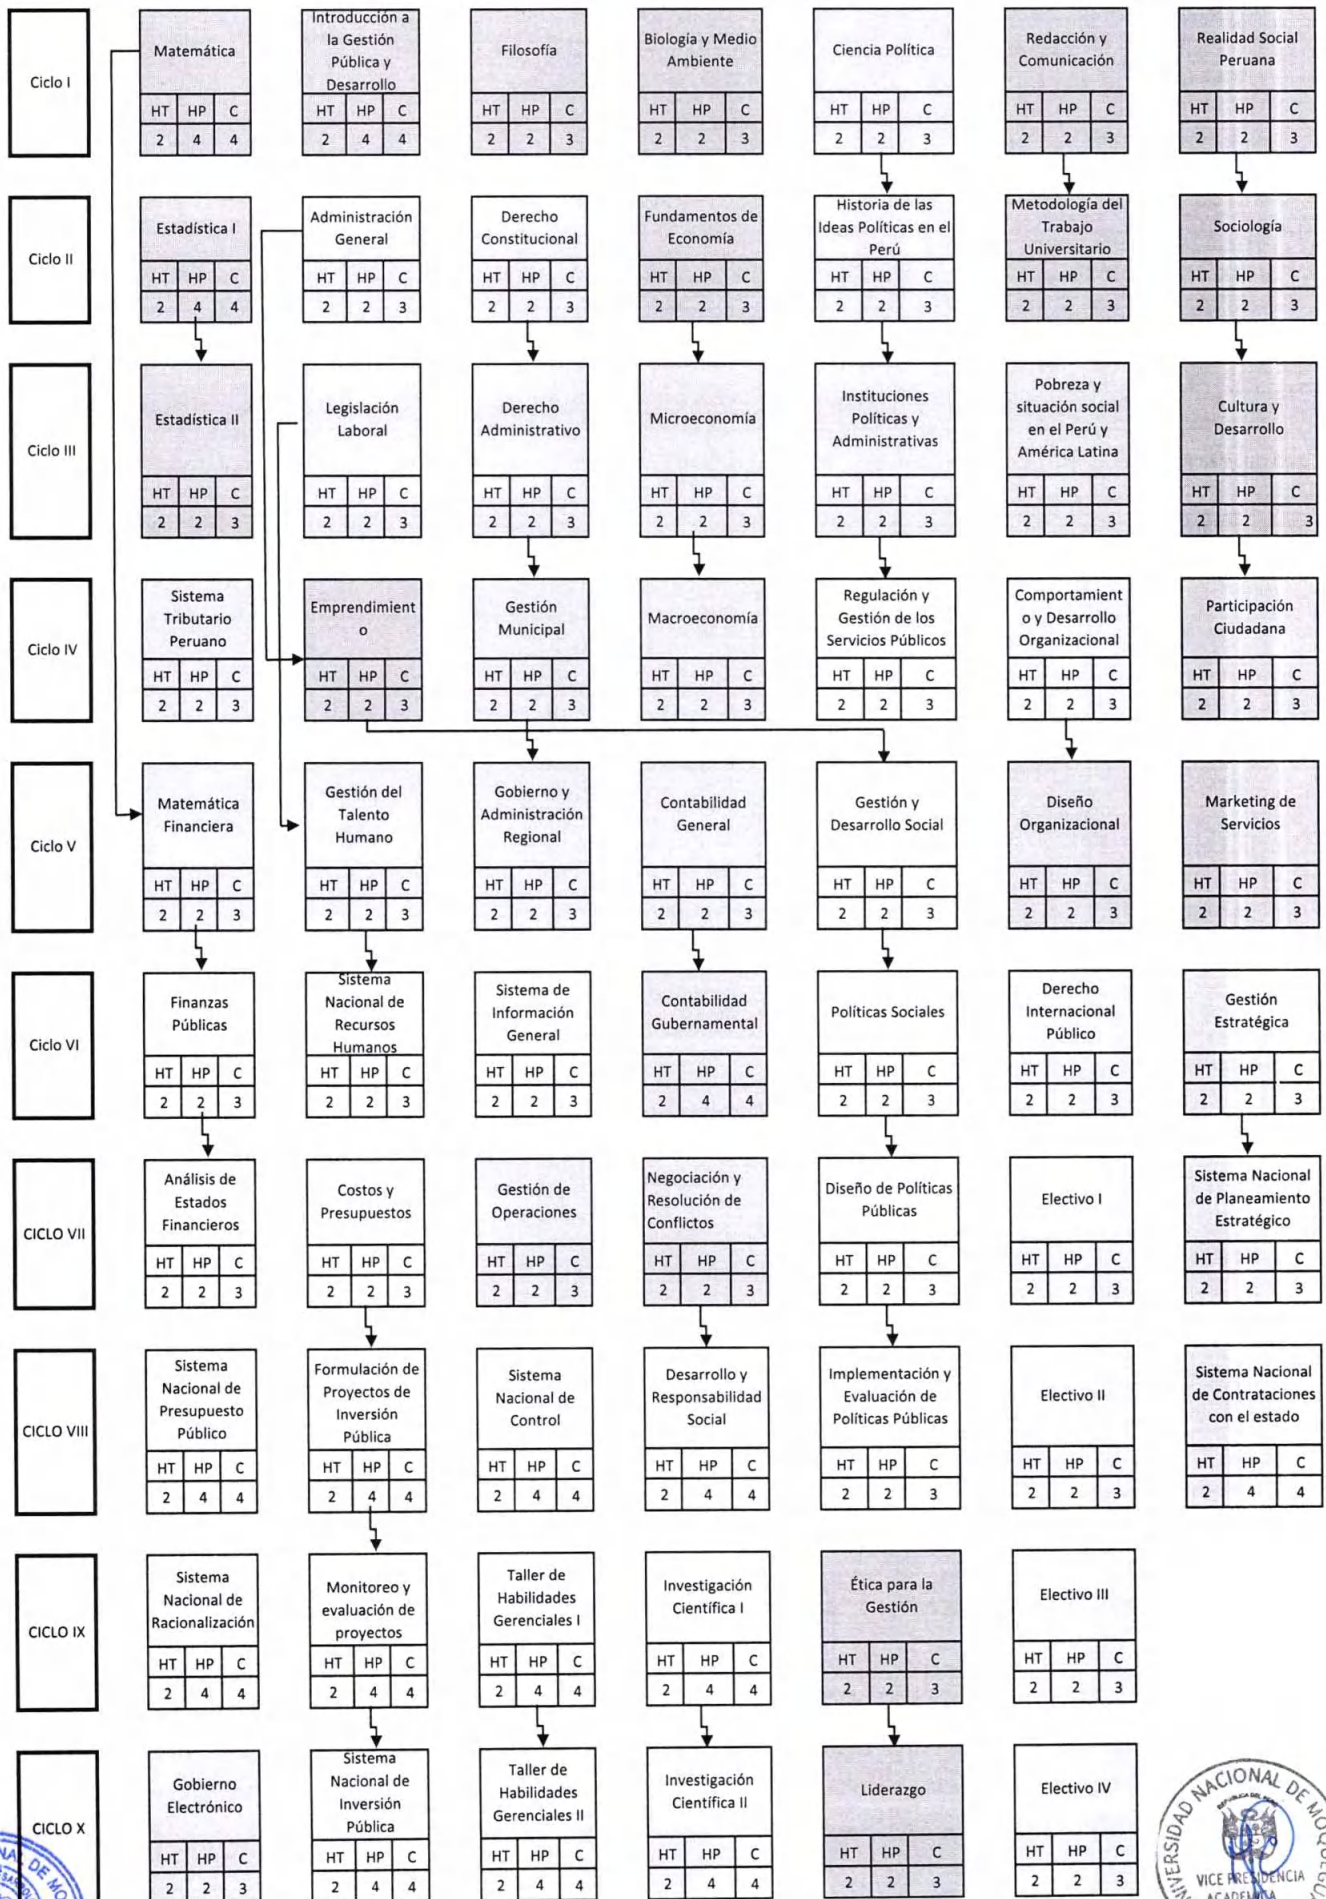 Ciclo I
Matemática
HT HP C
2 4 4
Introducción a
la Gestión
Pública y
Desarrollo
HT HP C
2 4 4
Filosofía
HT HP C
2 2 3
Biología y Medio
Ambiente
HT HP C
2 2 3
Ciencia Política
HT HP C
2 2 3
Redacción y
Comunicación
HT HP C
2 2 3
Realidad Social
Peruana
HT HP C
2 2 3
Ciclo II
Estadística I
HT HP C
2 4 4
Administración
General
HT HP C
2 2 3
Derecho
Constitucional
HT HP C
2 2 3
Fundamentos de
Economía
HT HP C
2 2 3
Historia de las
Ideas Políticas en el
Perú
HT HP C
2 2 3
Metodología del
Trabajo
Universitario
HT HP C
2 2 3
Sociología
HT HP C
2 2 3
Ciclo III
Estadística II
HT HP C
2 2 3
Legislación
Laboral
HT HP C
2 2 3
Derecho
Administrativo
HT HP C
2 2 3
Microeconomía
HT HP C
2 2 3
Instituciones
Políticas y
Administrativas
HT HP C
2 2 3
Pobreza y
situación social
en el Perú y
América Latina
HT HP C
2 2 3
Cultura y
Desarrollo
HT HP C
2 2 3
Ciclo IV
Sistema
Tributario
Peruano
HT HP C
2 2 3
Emprendimient
o
HT HP C
2 2 3
Gestión
Municipal
HT HP C
2 2 3
Macroeconomía
HT HP C
2 2 3
Regulación y
Gestión de los
Servicios Públicos
HT HP C
2 2 3
Comportamient
o y Desarrollo
Organizacional
HT HP C
2 2 3
Participación
Ciudadana
HT HP C
2 2 3
Ciclo V
Matemática
Financiera
HT HP C
2 2 3
Gestión del
Talento
Humano
HT HP C
2 2 3
Gobierno y
Administración
Regional
HT HP C
2 2 3
Contabilidad
General
HT HP C
2 2 3
Gestión y
Desarrollo Social
HT HP C
2 2 3
Diseño
Organizacional
HT HP C
2 2 3
Marketing de
Servicios
HT HP C
2 2 3
Ciclo VI
Finanzas
Públicas
HT HP C
2 2 3
Sistema
Nacional de
Recursos
Humanos
HT HP C
2 2 3
Sistema de
Información
General
HT HP C
2 2 3
Contabilidad
Gubernamental
HT HP C
2 4 4
Políticas Sociales
HT HP C
2 2 3
Derecho
Internacional
Público
HT HP C
2 2 3
Gestión
Estratégica
HT HP C
2 2 3
CICLO VII
Análisis de
Estados
Financieros
HT HP C
2 2 3
Costos y
Presupuestos
HT HP C
2 2 3
Gestión de
Operaciones
HT HP C
2 2 3
Negociación y
Resolución de
Conflictos
HT HP C
2 2 3
Diseño de Políticas
Públicas
HT HP C
2 2 3
Electivo I
HT HP C
2 2 3
Sistema Nacional
de Planeamiento
Estratégico
HT HP C
2 2 3
CICLO VIII
Sistema
Nacional de
Presupuesto
Público
HT HP C
2 4 4
Formulación de
Proyectos de
Inversión
Pública
HT HP C
2 4 4
Sistema
Nacional de
Control
HT HP C
2 4 4
Desarrollo y
Responsabilidad
Social
HT HP C
2 4 4
Implementación y
Evaluación de
Políticas Públicas
HT HP C
2 2 3
Electivo II
HT HP C
2 2 3
Sistema Nacional
de Contrataciones
con el estado
HT HP C
2 4 4
CICLO IX
Sistema
Nacional de
Racionalización
HT HP C
2 4 4
Monitoreo y
evaluación de
proyectos
HT HP C
2 4 4
Taller de
Habilidades
Gerenciales I
HT HP C
2 4 4
Investigación
Científica I
HT HP C
2 4 4
Ética para la
Gestión
HT HP C
2 2 3
Electivo III
HT HP C
2 2 3
CICLO X
Gobierno
Electrónico
HT HP C
2 2 3
Sistema
Nacional de
Inversión
Pública
HT HP C
2 4 4
Taller de
Habilidades
Gerenciales II
HT HP C
2 4 4
Investigación
Científica II
HT HP C
2 4 4
Liderazgo
HT HP C
2 2 3
Electivo IV
HT HP C
2 2 3
NACIONAL DE
REPUBLICA DEL PERU
VICE PRESIDENCIA